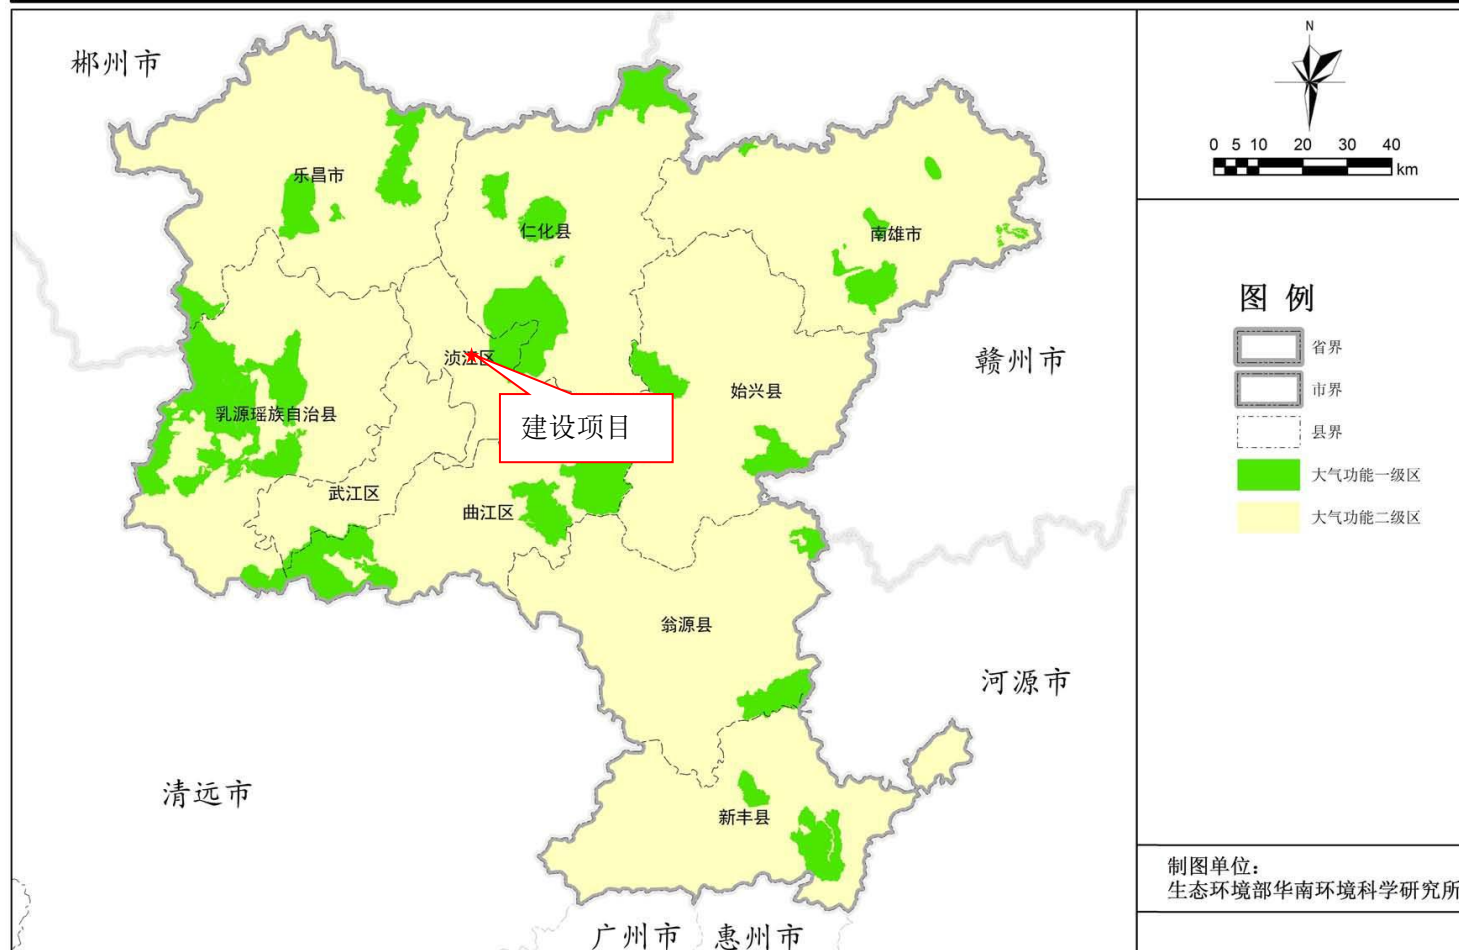 郴州市
N
0 5 10 20 30 40
km
乐昌市
仁化县
南雄市
图 例
省界
浈江区
赣州市
市界
始兴县
乳源瑶族自治县
建设项目
县界
大气功能一级区
武江区
曲江区
大气功能二级区
翁源县
河源市
清远市
新丰县
制图单位：
生态环境部华南环境科学研究所
广州市
惠州市